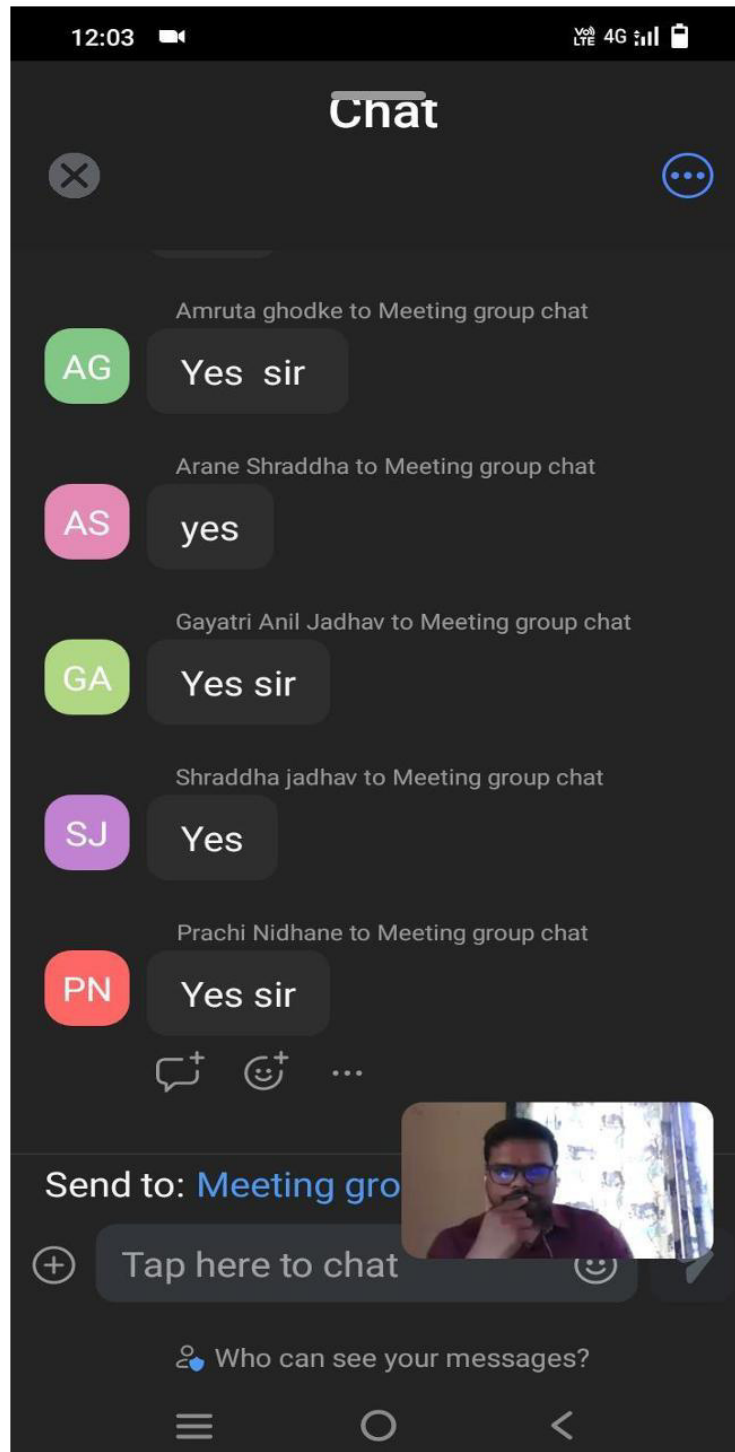 12:03 Vo) LTE 4G
Chat
Amruta ghodke to Meeting group chat
AG Yes sir
Arane Shraddha to Meeting group chat
AS yes
Gayatri Anil Jadhav to Meeting group chat
GA Yes sir
Shraddha jadhav to Meeting group chat
SJ Yes
Prachi Nidhane to Meeting group chat
PN Yes sir
Send to: Meeting gro
Tap here to chat
Who can see your messages?